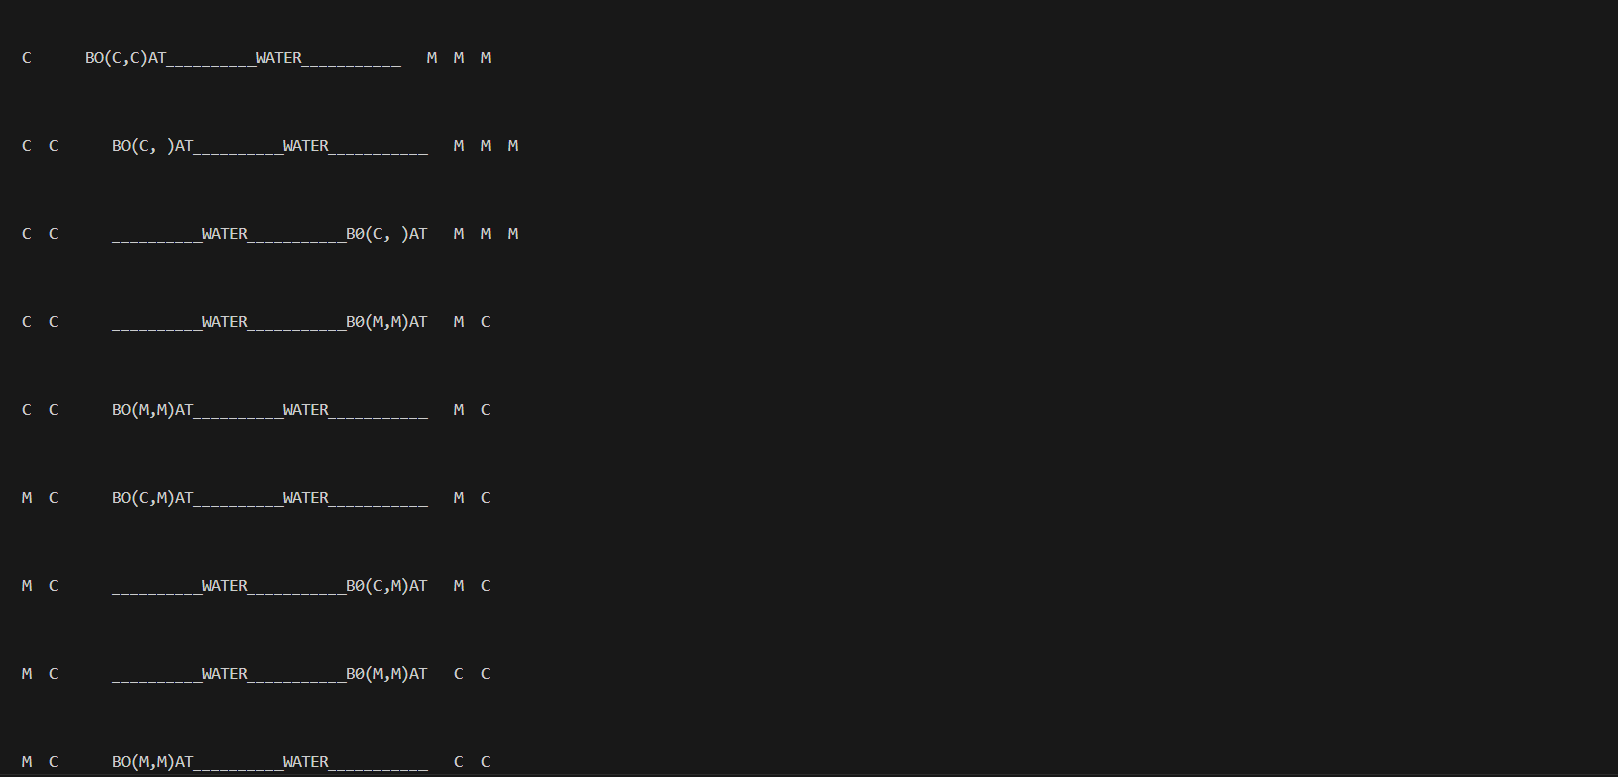 C      BO(C,C)AT__________WATER___________   M  M  M
C  C      BO(C, )AT__________WATER___________   M  M  M
C  C      __________WATER___________B0(C, )AT   M  M  M
C  C      __________WATER___________B0(M,M)AT   M  C
C  C      BO(M,M)AT__________WATER___________   M  C
M  C      BO(C,M)AT__________WATER___________   M  C
M  C      __________WATER___________B0(C,M)AT   M  C
M  C      __________WATER___________B0(M,M)AT   C  C
M  C      BO(M,M)AT__________WATER___________   C  C